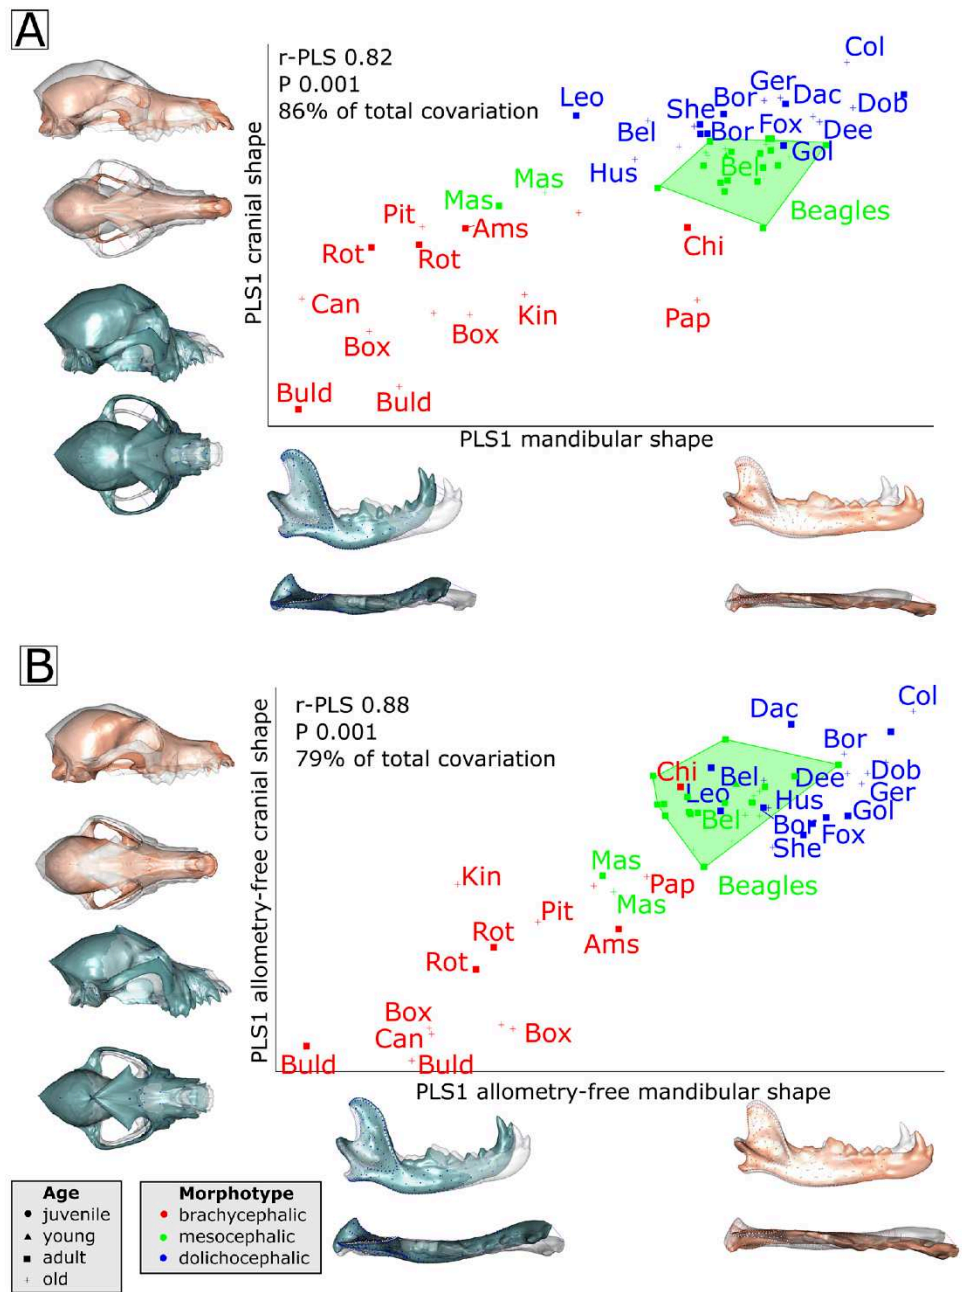 A
r-PLS 0.82
P 0.001
86% of total covariation
PLS1 cranial shape
Col
Ger
Dac
Dob
Leo
She
Bor
Bel
Bor
Fox
Dee
Gol
Hus
Bel
Mas
Mas
Beagles
Pit
Ams
Chi
Rot
Rot
Can
Kin
Pap
Box
Box
Buld
Buld
PLS1 mandibular shape
B
r-PLS 0.88
P 0.001
79% of total covariation
PLS1 allometry-free cranial shape
Col
Dac
Bor
Chi
Bel
Dee
Dob
Leo
Hus
Ger
Bel
Bor
Gol
Fox
She
Mas
Pap
Beagles
Kin
Mas
Pit
Rot
Ams
Rot
Box
Can
Box
Buld
Buld
PLS1 allometry-free mandibular shape
Age
juvenile
young
adult
old
Morphotype
brachycephalic
mesocephalic
dolichocephalic